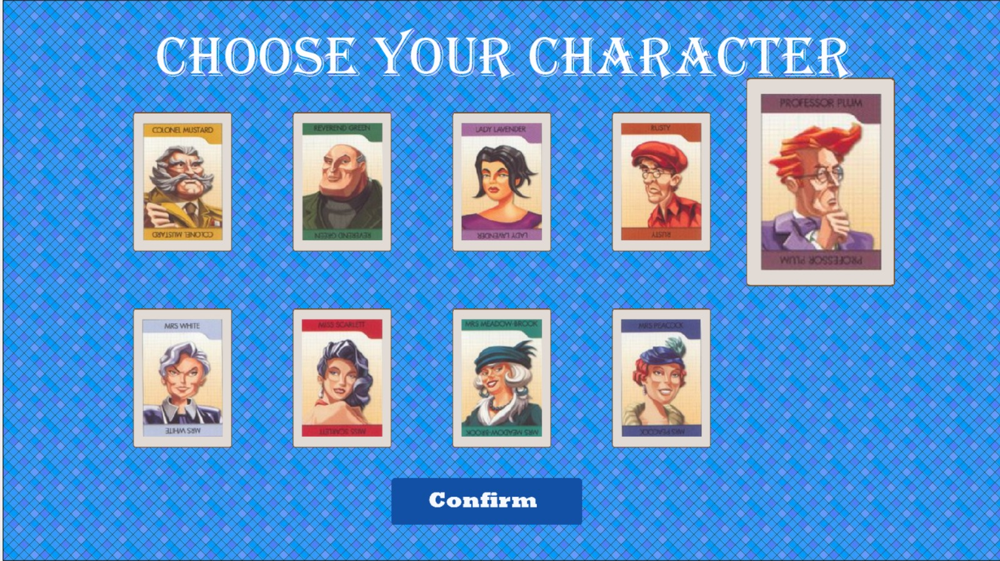 CHOOSE YOUR CHARACTER
COLONEL MUSTARD
REVEREND GREEN
LADY LAVENDER
RUSTY
PROFESSOR PLUM
COLONEL MUSTARD
REVEREND GREEN
LADY LAVENDER
RUSTY
PROFESSOR PLUM
MRS WHITE
MISS SCARLETT
MRS MEADOW-BROOK
MRS PEACOCK
MRS WHITE
MISS SCARLETT
MRS MEADOW-BROOK
MRS PEACOCK
Confirm